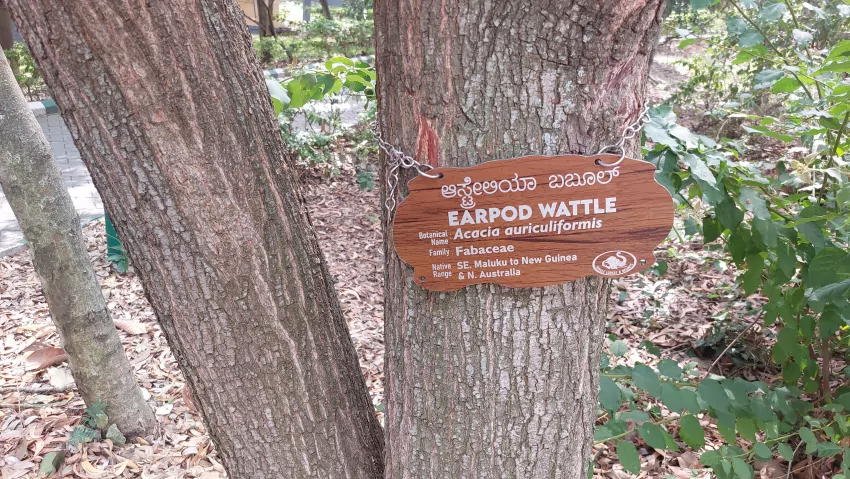 ಆಸ್ಟ್ರೇಲಿಯಾ ಬಬೂಲ್
EARPOD WATTLE
Botanical Name Acacia auriculiformis
Family Fabaceae
Native Range SE. Maluku to New Guinea
& N. Australia